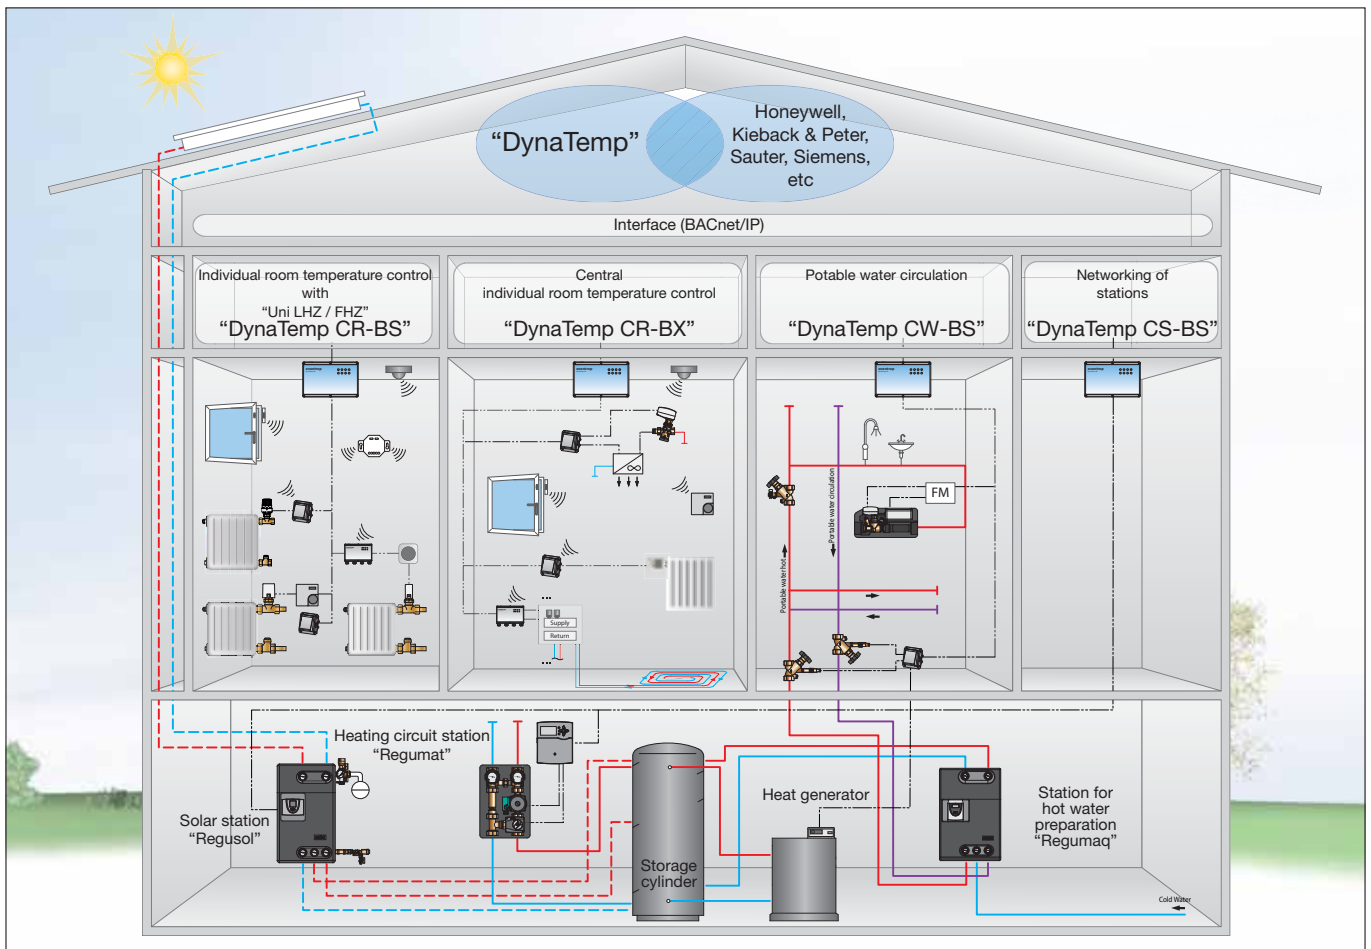 “DynaTemp”
Honeywell,
Kieback & Peter,
Sauter, Siemens,
etc
Interface (BACnet/IP)
Individual room temperature control
with
“Uni LHZ / FHZ”
“DynaTemp CR-BS”
Central
individual room temperature control
“DynaTemp CR-BX”
Potable water circulation
“DynaTemp CW-BS”
Networking of
stations
“DynaTemp CS-BS”
FM
Portable water circulation
Portable water hot
Supply
Return
Heating circuit station
“Regumat”
Solar station
“Regusol”
Storage
cylinder
Heat generator
Station for
hot water
preparation
“Regumaq”
Cold Water